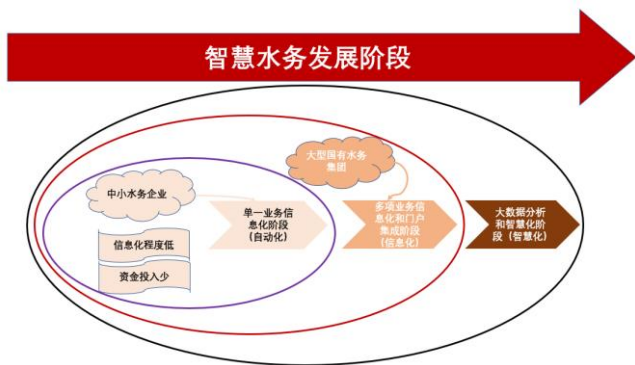 智慧水务发展阶段
大型国有水务
集团
中小水务企业
单一业务信
息化阶段
(自动化)
多项业务信
息化和门户
集成阶段
(信息化)
大数据分析
和智慧化阶
段（智慧化）
信息化程度低
资金投入少